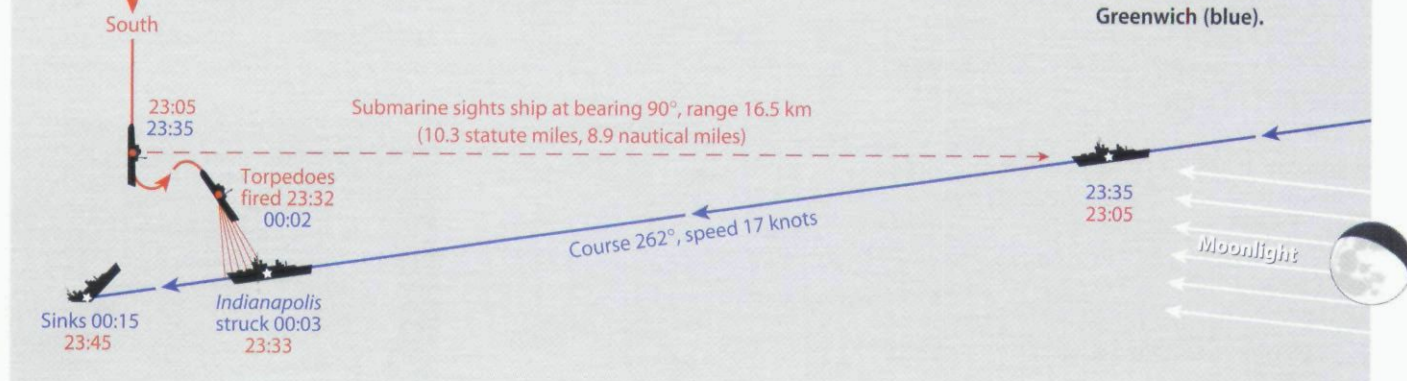 Greenwich (blue).
South
23:05
23:35
Submarine sights ship at bearing 90°, range 16.5 km
(10.3 statute miles, 8.9 nautical miles)
Torpedoes
fired 23:32
00:02
23:35
23:05
Course 262°, speed 17 knots
Moonlight
Indianapolis
struck 00:03
23:33
Sinks 00:15
23:45